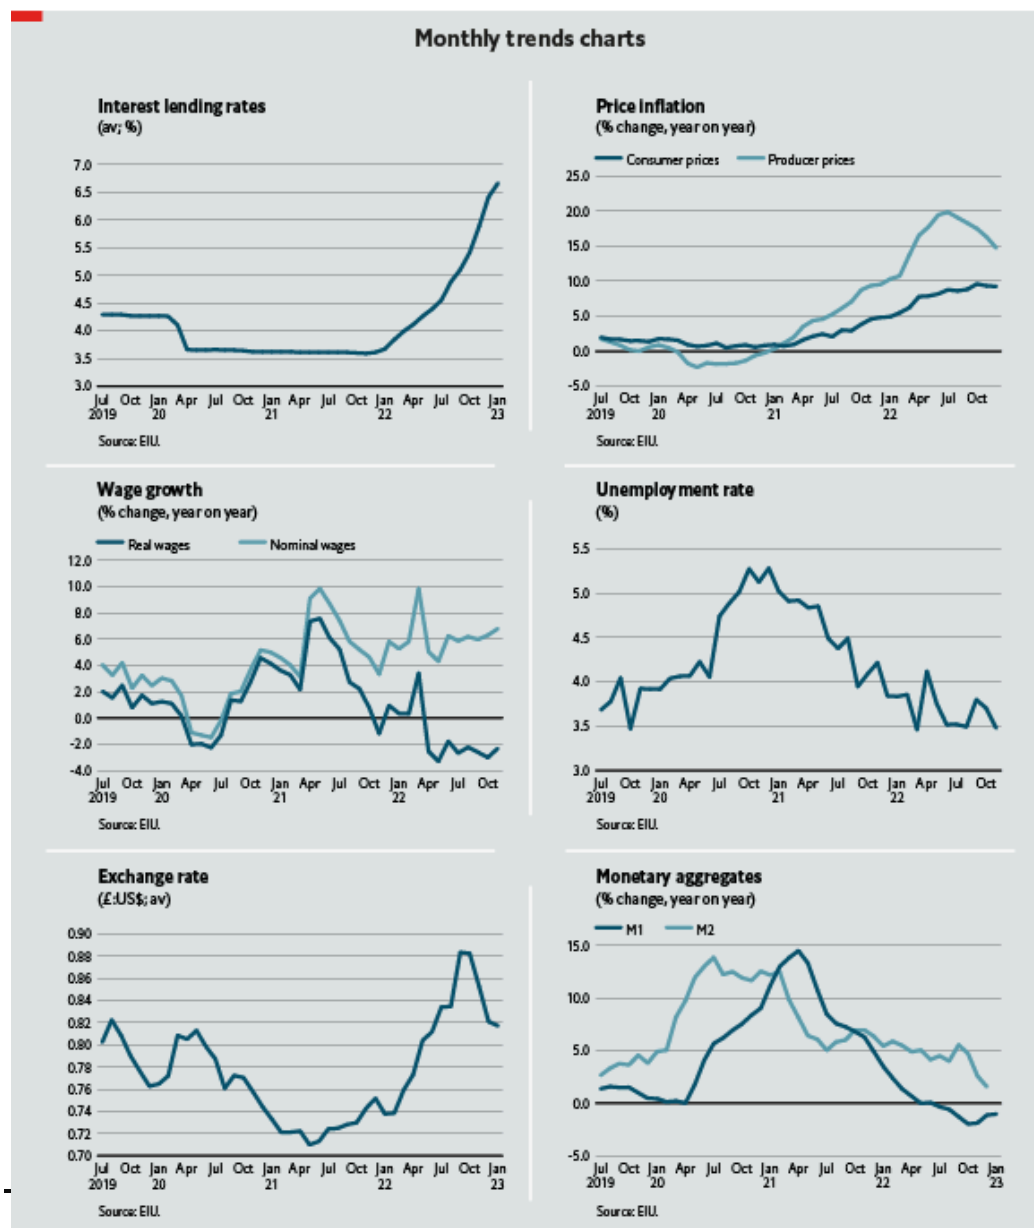 Monthly trends charts
Interest lending rates
(av; %)
7.0
6.5
6.0
5.5
5.0
4.5
4.0
3.5
3.0
Jul Oct Jan Apr Jul Oct Jan Apr Jul Oct Jan Apr Jul Oct Jan
2019 20 21 22 23
Source: EIU.
Price inflation
(% change, year on year)
Consumer prices Producer prices
25.0
20.0
15.0
10.0
5.0
0.0
-5.0
Jul Oct Jan Apr Jul Oct Jan Apr Jul Oct Jan Apr Jul Oct
2019 20 21 22
Source: EIU.
Wage growth
(% change, year on year)
Real wages Nominal wages
12.0
10.0
8.0
6.0
4.0
2.0
0.0
-2.0
-4.0
Jul Oct Jan Apr Jul Oct Jan Apr Jul Oct Jan Apr Jul Oct
2019 20 21 22
Source: EIU.
Unemployment rate
(%)
5.5
5.0
4.5
4.0
3.5
3.0
Jul Oct Jan Apr Jul Oct Jan Apr Jul Oct Jan Apr Jul Oct
2019 20 21 22
Source: EIU.
Exchange rate
(£:US$; av)
0.90
0.88
0.86
0.84
0.82
0.80
0.78
0.76
0.74
0.72
0.70
Jul Oct Jan Apr Jul Oct Jan Apr Jul Oct Jan Apr Jul Oct Jan
2019 20 21 22 23
Source: EIU.
Monetary aggregates
(% change, year on year)
M1 M2
15.0
10.0
5.0
0.0
-5.0
Jul Oct Jan Apr Jul Oct Jan Apr Jul Oct Jan Apr Jul Oct Jan
2019 20 21 22 23
Source: EIU.